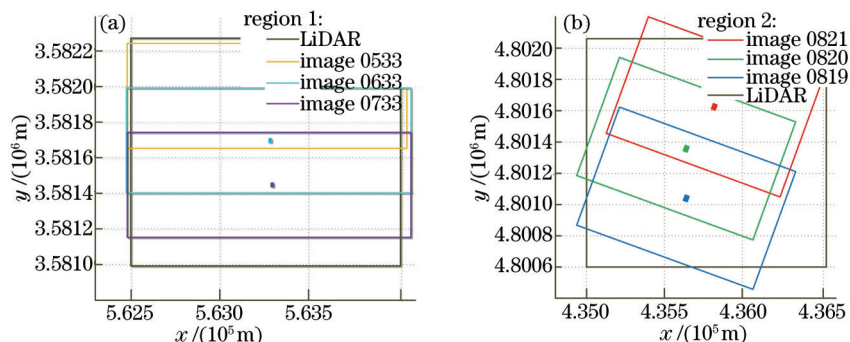 (a)
region 1:
LiDAR
image 0533
image 0633
image 0733
3.5822
3.5820
3.5818
3.5816
3.5814
3.5812
3.5810
y/(10⁶ m)
5.625
5.630
5.635
x/(10⁵ m)
(b)
region 2:
image 0821
image 0820
image 0819
LiDAR
4.8020
4.8018
4.8016
4.8014
4.8012
4.8010
4.8006
y/(10⁶ m)
4.350
4.355
4.360
4.365
x/(10⁵ m)